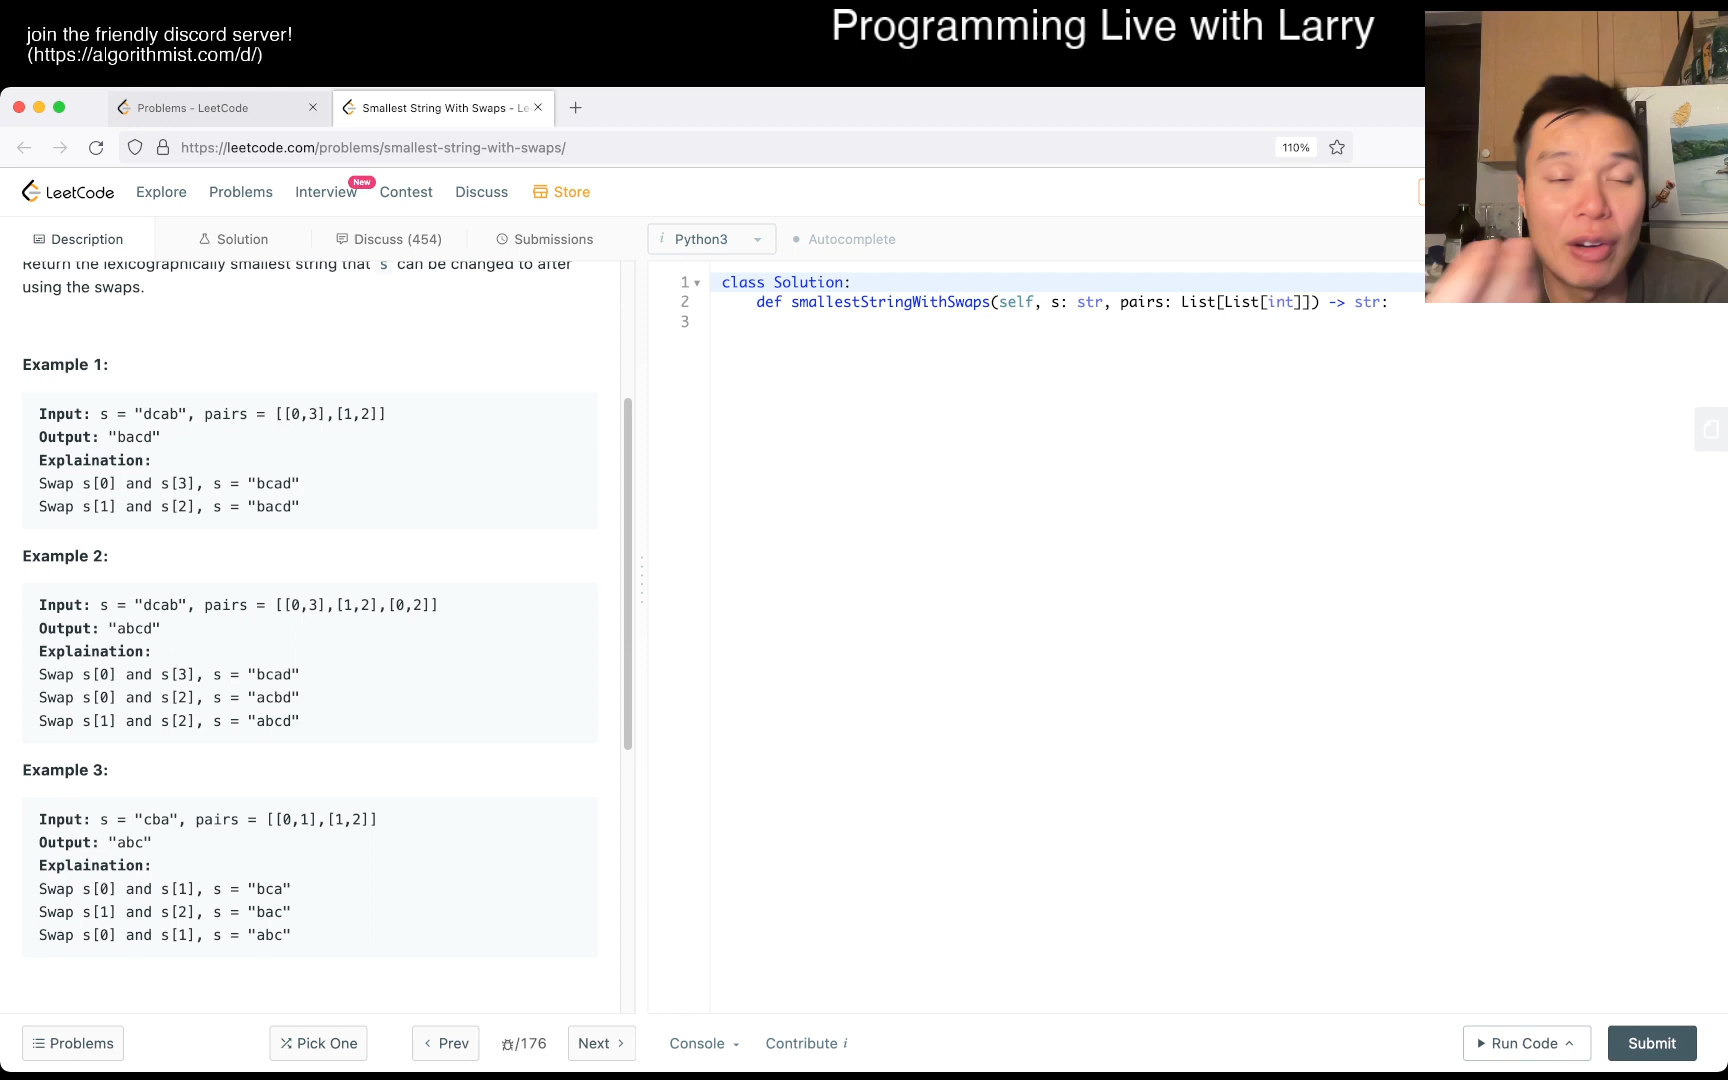 join the friendly discord server!
(https://algorithmist.com/d/)
Programming Live with Larry
Problems - LeetCode
Smallest String With Swaps - Le
https://leetcode.com/problems/smallest-string-with-swaps/
110%
LeetCode
Explore
Problems
Interview
New
Contest
Discuss
Store
Description
Solution
Discuss (454)
Submissions
i Python3
Autocomplete
Return the lexicographically smallest string that s can be changed to after
using the swaps.
Example 1:
Input: s = "dcab", pairs = [[0,3],[1,2]]
Output: "bacd"
Explaination:
Swap s[0] and s[3], s = "bcad"
Swap s[1] and s[2], s = "bacd"
Example 2:
Input: s = "dcab", pairs = [[0,3],[1,2],[0,2]]
Output: "abcd"
Explaination:
Swap s[0] and s[3], s = "bcad"
Swap s[0] and s[2], s = "acbd"
Swap s[1] and s[2], s = "abcd"
Example 3:
Input: s = "cba", pairs = [[0,1],[1,2]]
Output: "abc"
Explaination:
Swap s[0] and s[1], s = "bca"
Swap s[1] and s[2], s = "bac"
Swap s[0] and s[1], s = "abc"
1 class Solution:
2 def smallestStringWithSwaps(self, s: str, pairs: List[List[int]]) -> str:
3
Problems
Pick One
Prev
/176
Next
Console
Contribute i
Run Code
Submit